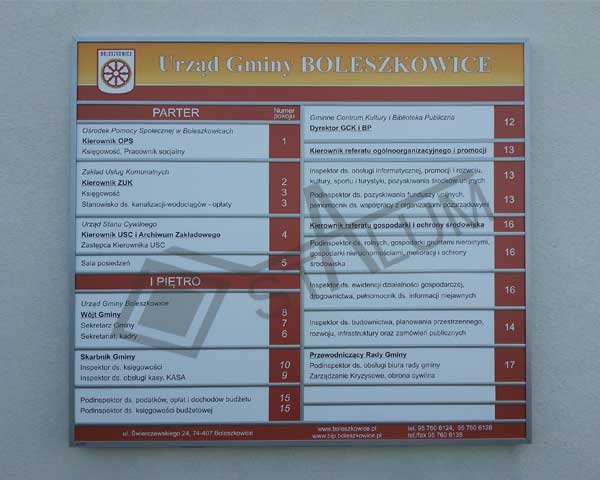 BOLESZKOWICE
Urząd Gminy BOLESZKOWICE
PARTER
Numer pokoju
Ośrodek Pomocy Społecznej w Boleszkowicach
Kierownik OPS
Księgowość, Pracownik socjalny
1
Zakład Usług Komunalnych
Kierownik ZUK 2
Księgowość 3
Stanowisko ds. kanalizacji-wodociągów - opłaty 3
Urząd Stanu Cywilnego
Kierownik USC i Archiwum Zakładowego
Zastępca Kierownika USC
4
Sala posiedzeń 5
I PIĘTRO
Urząd Gminy Boleszkowice
Wójt Gminy 8
Sekretarz Gminy 7
Sekretariat, kadry 6
Skarbnik Gminy
Inspektor ds. księgowości 10
Inspektor ds. obsługi kasy, KASA 9
Podinspektor ds. podatków, opłat i dochodów budżetu 15
Podinspektor ds. księgowości budżetowej 15
Gminne Centrum Kultury i Biblioteka Publiczna
Dyrektor GCK i BP
12
Kierownik referatu ogólnoorganizacyjnego i promocji 13
Inspektor ds. obsługi informatycznej, promocji i rozwoju,
kultury, sportu i turystyki, pozyskiwania środków unijnych
13
Podinspektor ds. pozyskiwania funduszy unijnych,
pełnomocnik ds. współpracy z organizacjami pozarządowymi
13
Kierownik referatu gospodarki i ochrony środowiska 16
Podinspektor ds. rolnych, gospodarki gruntami nierolnymi,
gospodarki nieruchomościami, melioracji i ochrony
środowiska
16
Inspektor ds. ewidencji działalności gospodarczej,
drogownictwa, pełnomocnik ds. informacji niejawnych
16
Inspektor ds. budownictwa, planowania przestrzennego,
rozwoju, infrastruktury oraz zamówień publicznych
14
Przewodniczący Rady Gminy
Podinspektor ds. obsługi biura rady gminy
Zarządzanie Kryzysowe, obrona cywilna
17
ul. Świerczewskiego 24, 74-407 Boleszkowice
www.boleszkowice.pl
www.bip.boleszkowice.pl
tel. 95 760 6124, 95 760 6128
tel./fax 95 760 6138
STALUM